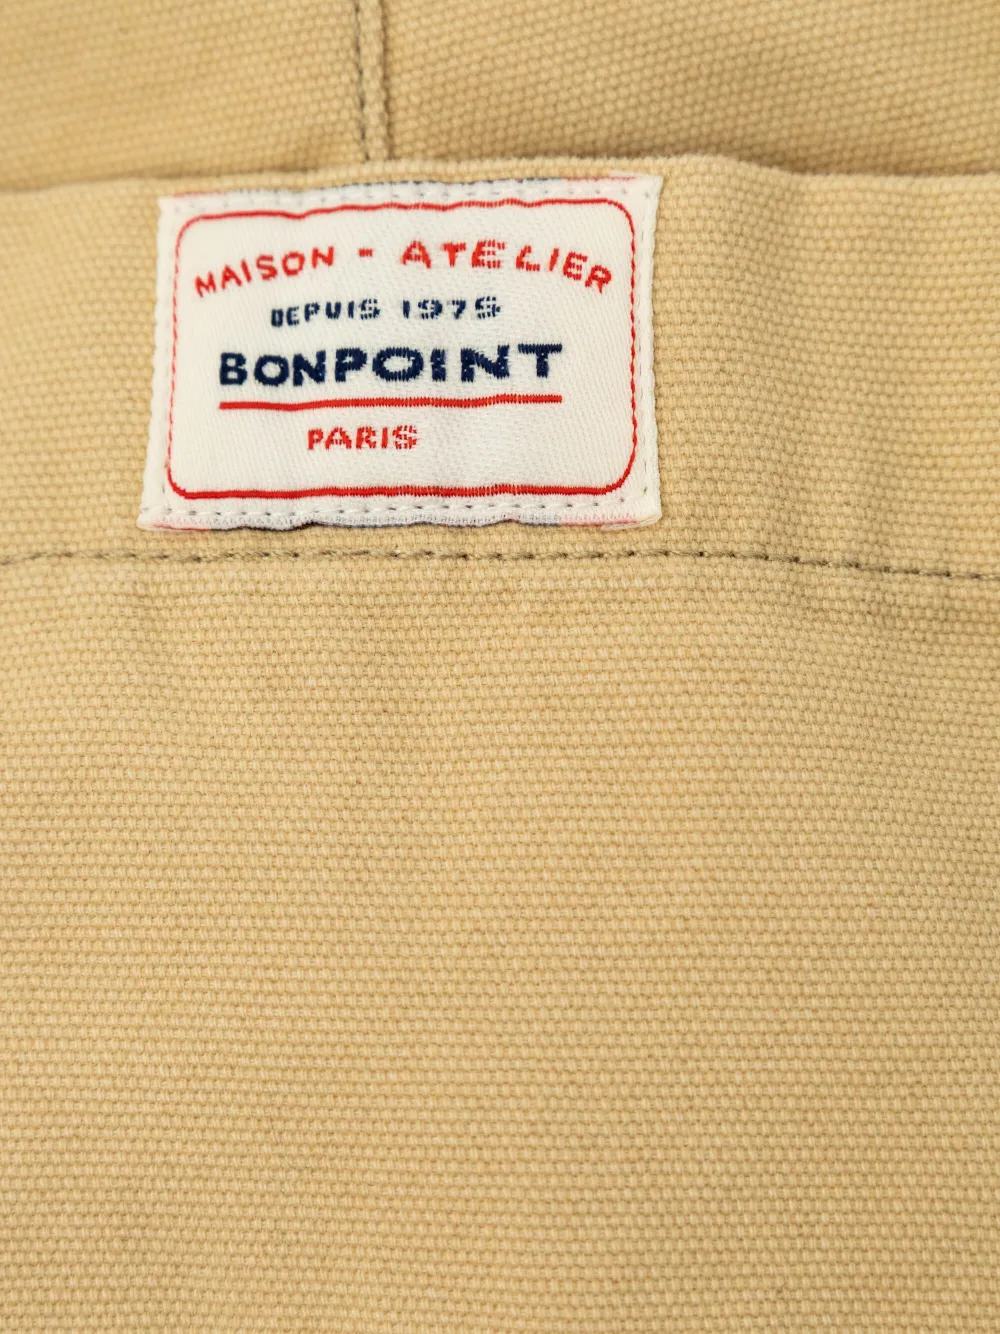 MAISON - ATELIER
DEPUIS 1975
BONPOINT
PARIS